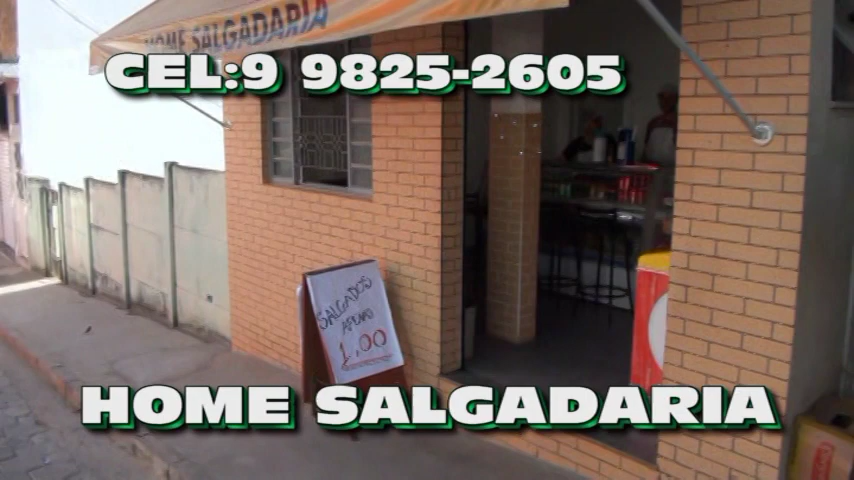 HOME SALGADARIA
CEL:9 9825-2605
SALGADOS
APENAS
1,00
HOME SALGADARIA